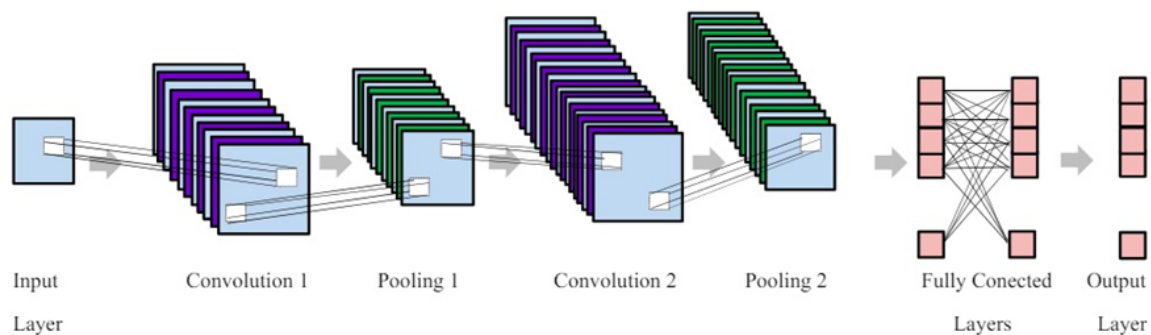 Input Convolution 1 Pooling 1 Convolution 2 Pooling 2 Fully Conected Output
Layer Layers Layer